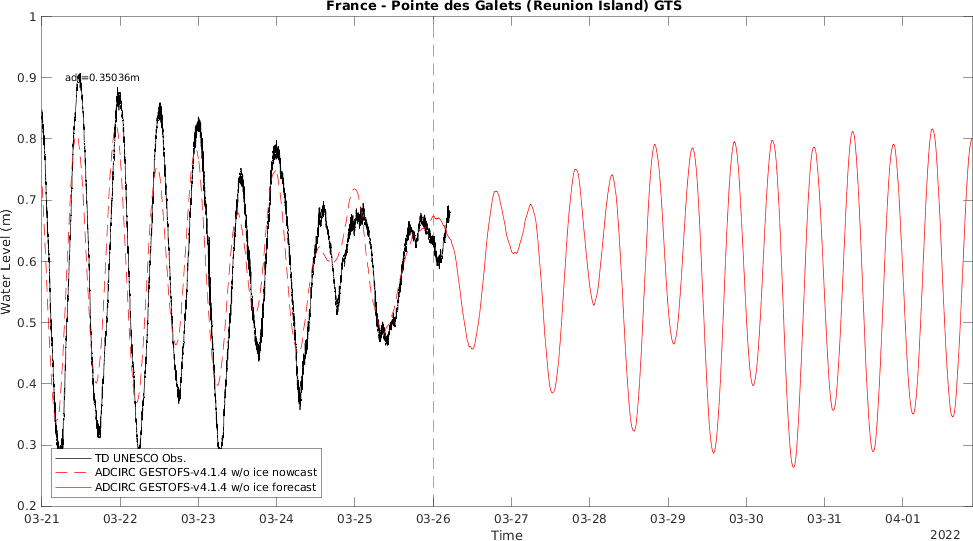 France - Pointe des Galets (Reunion Island) GTS
1
0.9
0.8
0.7
0.6
0.5
0.4
0.3
0.2
Water Level (m)
adj=0.35036m
TD UNESCO Obs.
ADCIRC GESTOFS-v4.1.4 w/o ice nowcast
ADCIRC GESTOFS-v4.1.4 w/o ice forecast
03-21 03-22 03-23 03-24 03-25 03-26 03-27 03-28 03-29 03-30 03-31 04-01
Time
2022